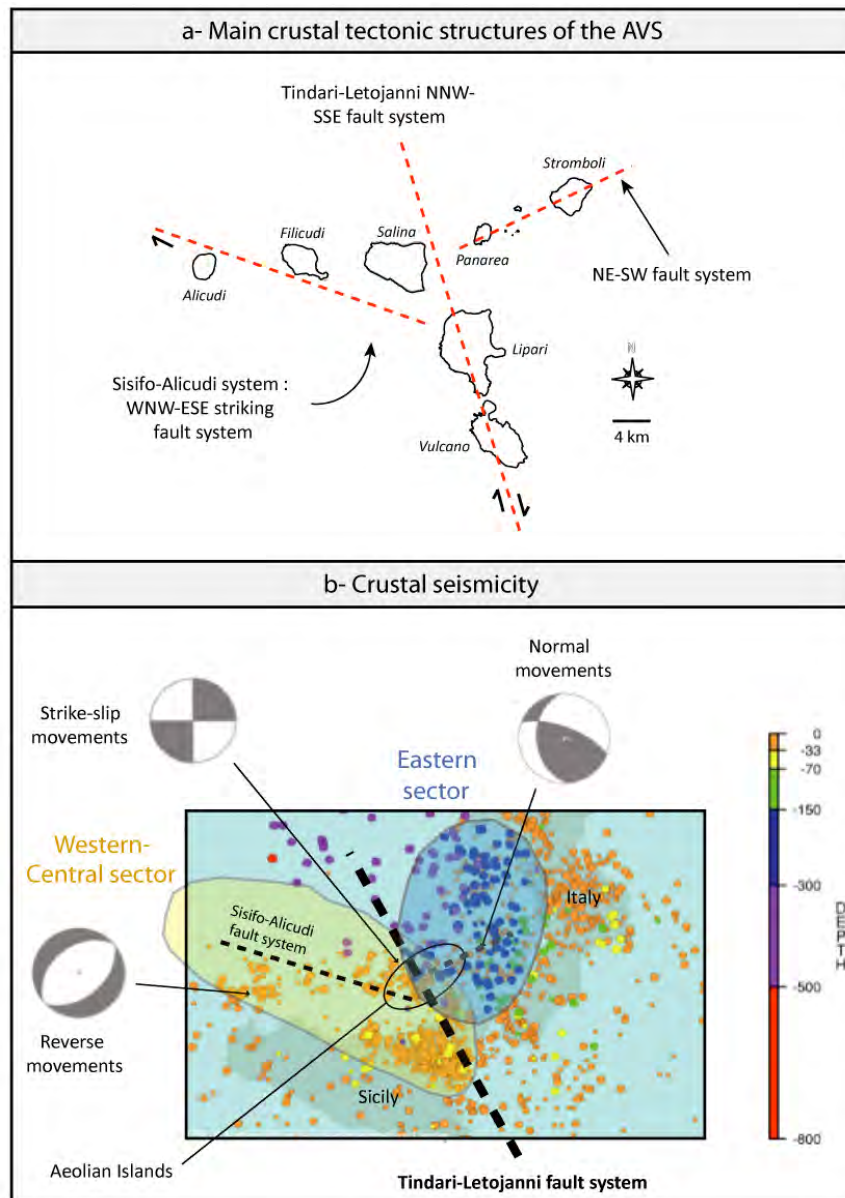 a- Main crustal tectonic structures of the AVS
Tindari-Letojanni NNW-
SSE fault system
Stromboli
Filicudi
Salina
Panarea
Alicudi
NE-SW fault system
Lipari
N
Sisifo-Alicudi system :
WNW-ESE striking
fault system
4 km
Vulcano
b- Crustal seismicity
Normal
movements
Strike-slip
movements
Eastern
sector
Western-
Central sector
Italy
Sisifo-Alicudi
fault system
Reverse
movements
Sicily
Aeolian Islands
Tindari-Letojanni fault system
0
-33
-70
-150
-300
-500
-800
DEPTH